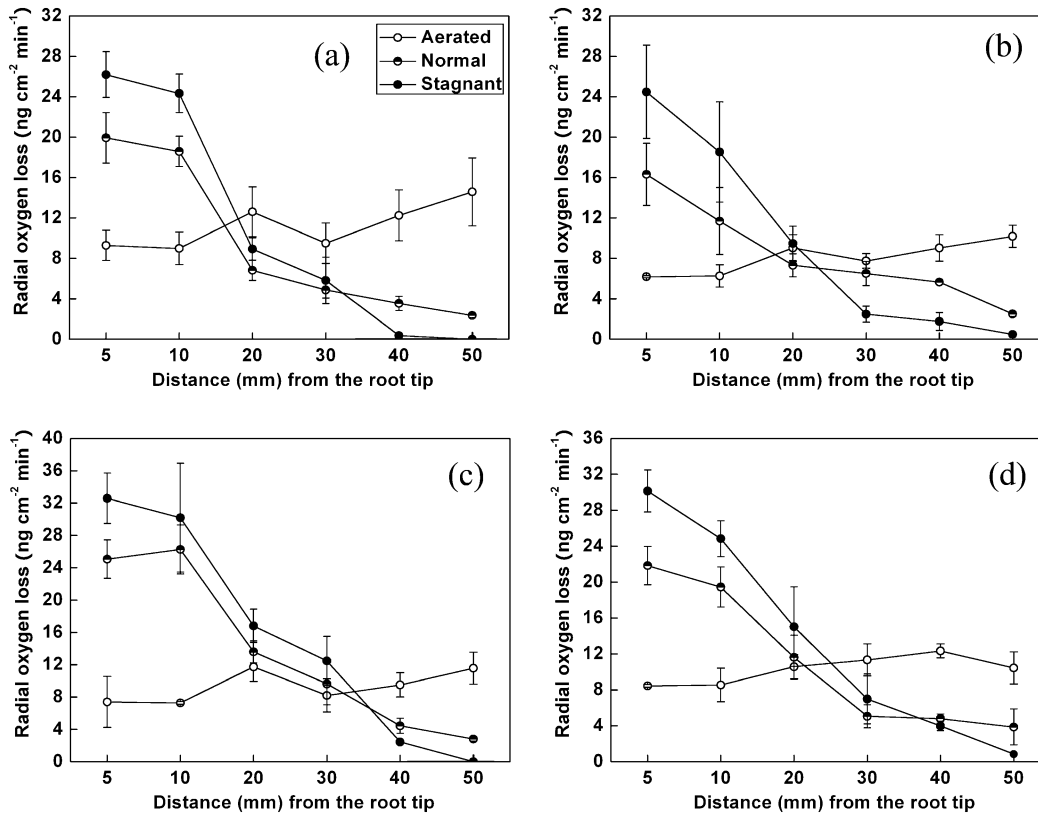 Radial oxygen loss (ng cm⁻² min⁻¹)
32
28
24
20
16
12
8
4
0
(a)
Aerated
Normal
Stagnant
5 10 20 30 40 50
Distance (mm) from the root tip
Radial oxygen loss (ng cm⁻² min⁻¹)
32
28
24
20
16
12
8
4
0
(b)
5 10 20 30 40 50
Distance (mm) from the root tip
Radial oxygen loss (ng cm⁻² min⁻¹)
40
36
32
28
24
20
16
12
8
4
0
(c)
5 10 20 30 40 50
Distance (mm) from the root tip
Radial oxygen loss (ng cm⁻² min⁻¹)
36
32
28
24
20
16
12
8
4
0
(d)
5 10 20 30 40 50
Distance (mm) from the root tip